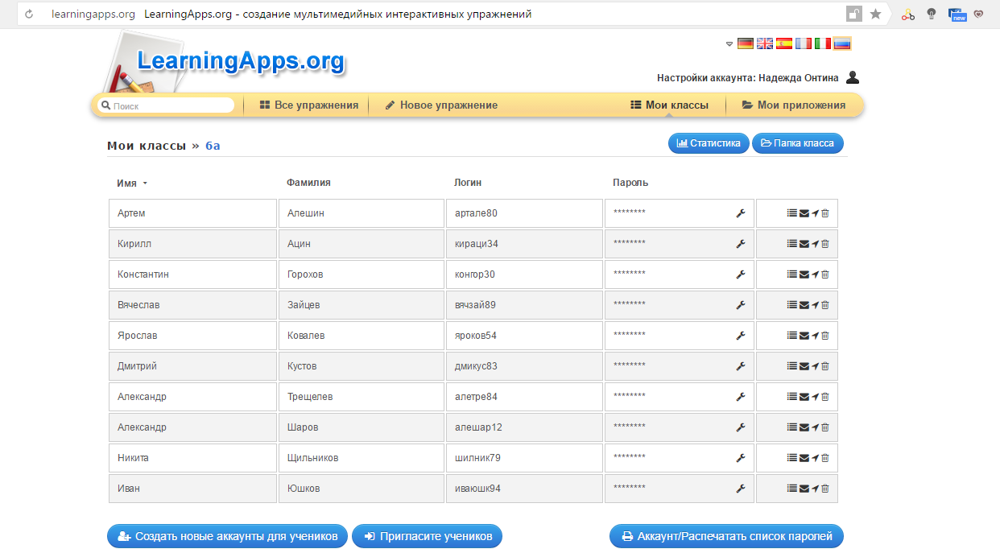 learningapps.org LearningApps.org - создание мультимедийных интерактивных упражнений
new
LearningApps.org
Настройки аккаунта: Надежда Онтина
Поиск Все упражнения Новое упражнение Мои классы Мои приложения
Мои классы » 6а Статистика Папка класса
Имя Фамилия Логин Пароль
Артем Алешин артале80 ********
Кирилл Ацин кираци34 ********
Константин Горохов конгор30 ********
Вячеслав Зайцев вячзай89 ********
Ярослав Ковалев яроков54 ********
Дмитрий Кустов дмикус83 ********
Александр Трещелев алетре84 ********
Александр Шаров алешар12 ********
Никита Щильников шилник79 ********
Иван Юшков иваюшк94 ********
Создать новые аккаунты для учеников Пригласите учеников Аккаунт/Распечатать список паролей